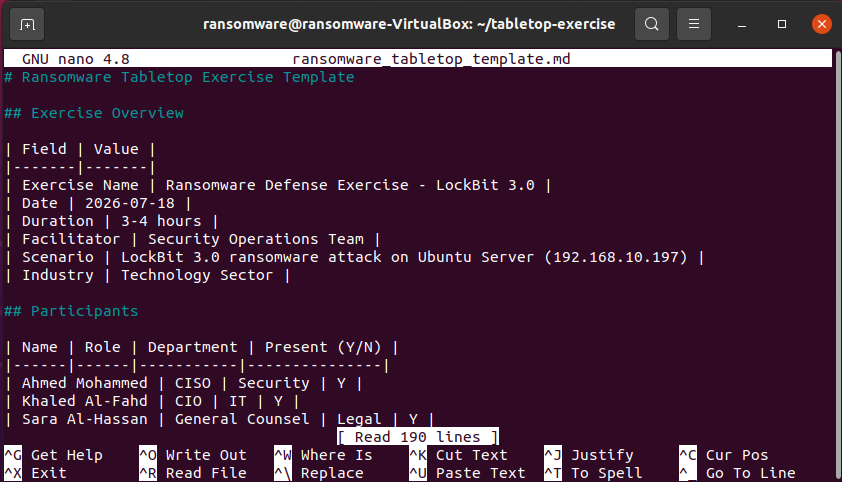 ransomware@ransomware-VirtualBox: ~/tabletop-exercise
GNU nano 4.8 ransomware_tabletop_template.md
# Ransomware Tabletop Exercise Template
## Exercise Overview
| Field | Value |
|-------|-------|
| Exercise Name | Ransomware Defense Exercise - LockBit 3.0 |
| Date | 2026-07-18 |
| Duration | 3-4 hours |
| Facilitator | Security Operations Team |
| Scenario | LockBit 3.0 ransomware attack on Ubuntu Server (192.168.10.197) |
| Industry | Technology Sector |
## Participants
| Name | Role | Department | Present (Y/N) |
|------|------|-----------|---------------|
| Ahmed Mohammed | CISO | Security | Y |
| Khaled Al-Fahd | CIO | IT | Y |
| Sara Al-Hassan | General Counsel | Legal | Y |
[ Read 190 lines ]
^G Get Help ^O Write Out ^W Where Is ^K Cut Text ^J Justify ^C Cur Pos
^X Exit ^R Read File ^\ Replace ^U Paste Text ^T To Spell ^_ Go To Line